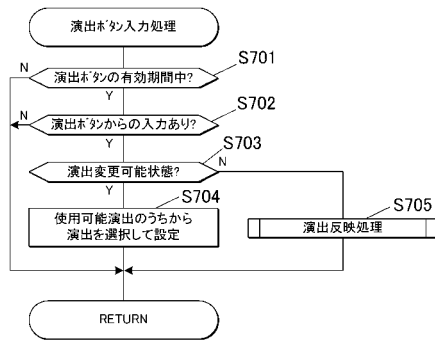 演出ボタン入力処理
S701
N
演出ボタンの有効期間中?
Y
S702
N
演出ボタンからの入力あり?
Y
S703
演出変更可能状態?
N
Y
S704
使用可能演出のうちから
演出を選択して設定
S705
演出反映処理
RETURN